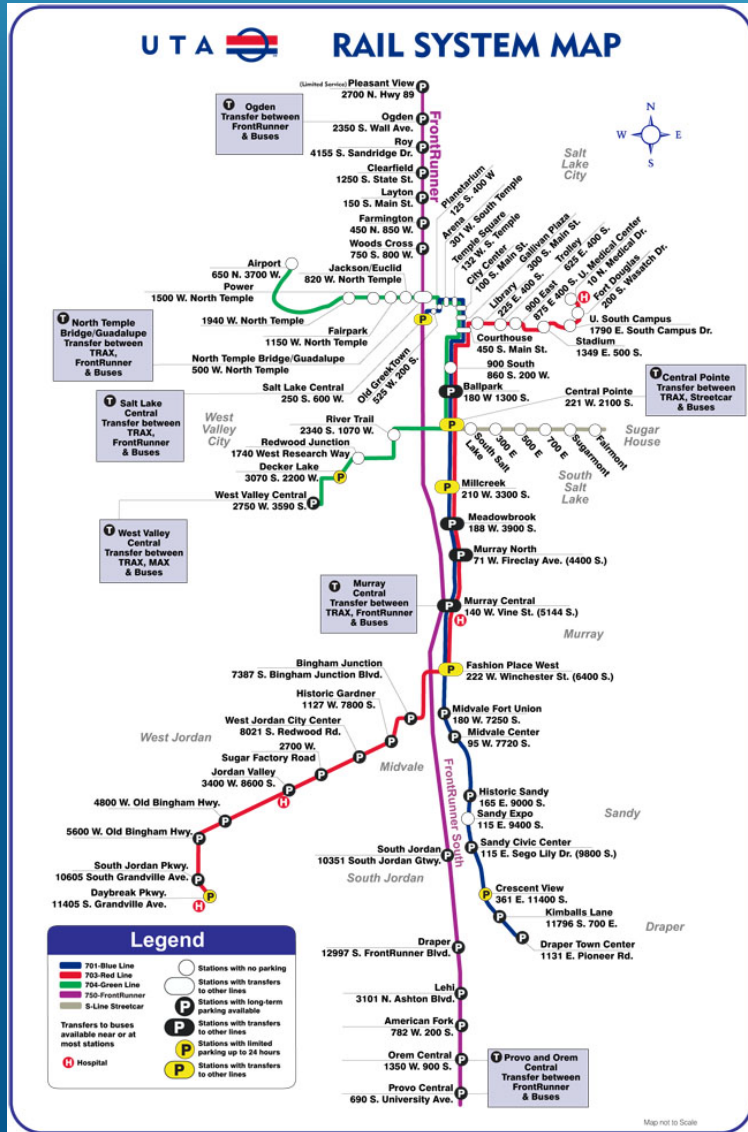 UTA
RAIL SYSTEM MAP
(Limited Service) Pleasant View
2700 N. Hwy 89
T Ogden
Transfer between
FrontRunner
& Buses
Ogden
2350 S. Wall Ave.
Roy
4155 S. Sandridge Dr.
Clearfield
1250 S. State St.
Layton
150 S. Main St.
Farmington
450 N. 850 W.
Woods Cross
750 S. 800 W.
FrontRunner
N
W E
S
Salt
Lake
City
Planetarium
125 S. 400 W
Arena
301 W. South Temple
Temple Square
132 W. S. Temple
City Center
100 S. Main St.
Gallivan Plaza
300 S. Main St.
Library
225 E. 400 S.
Trolley
625 E. 400 S.
900 East
875 E 400 S.
U. Medical Center
10 N. Medical Dr.
Fort Douglas
200 S. Wasatch Dr.
H
U. South Campus
1790 E. South Campus Dr.
Stadium
1349 E. 500 S.
Courthouse
450 S. Main St.
Airport
650 N. 3700 W.
Power
1500 W. North Temple
Jackson/Euclid
820 W. North Temple
1940 W. North Temple
Fairpark
1150 W. North Temple
T North Temple
Bridge/Guadalupe
Transfer between
TRAX,
FrontRunner
& Buses
North Temple Bridge/Guadalupe
500 W. North Temple
Salt Lake Central
250 S. 600 W.
Old GreekTown
525 W. 200 S.
900 South
860 S. 200 W.
Ballpark
180 W 1300 S.
Central Pointe
221 W. 2100 S.
T Central Pointe
Transfer between
TRAX, Streetcar
& Buses
T Salt Lake
Central
Transfer between
TRAX,
FrontRunner
& Buses
West
Valley
City
River Trail
2340 S. 1070 W.
Redwood Junction
1740 West Research Way
Decker Lake
3070 S. 2200 W.
West Valley Central
2750 W. 3590 S.
T West Valley
Central
Transfer between
TRAX, MAX
& Buses
South Salt
Lake
300 E
500 E
700 E
Sugarmont
Fairmont
Sugar
House
South
Salt
Lake
Millcreek
210 W. 3300 S.
Meadowbrook
188 W. 3900 S.
Murray North
71 W. Fireclay Ave. (4400 S.)
T Murray
Central
Transfer between
TRAX, FrontRunner
& Buses
Murray Central
140 W. Vine St. (5144 S.)
H
Murray
Fashion Place West
222 W. Winchester St. (6400 S.)
Bingham Junction
7387 S. Bingham Junction Blvd.
Historic Gardner
1127 W. 7800 S.
West Jordan City Center
8021 S. Redwood Rd.
2700 W.
Sugar Factory Road
Jordan Valley
3400 W. 8600 S.
H
4800 W. Old Bingham Hwy.
5600 W. Old Bingham Hwy.
South Jordan Pkwy.
10605 South Grandville Ave.
Daybreak Pkwy.
11405 S. Grandville Ave.
H
West Jordan
Midvale
Midvale Fort Union
180 W. 7250 S.
Midvale Center
95 W. 7720 S.
Historic Sandy
165 E. 9000 S.
Sandy Expo
115 E. 9400 S.
Sandy
Sandy Civic Center
115 E. Sego Lily Dr. (9800 S.)
Crescent View
361 E. 11400 S.
Kimballs Lane
11796 S. 700 E.
Draper
Draper Town Center
1131 E. Pioneer Rd.
FrontRunner South
South Jordan
10351 South Jordan Gtwy.
South Jordan
Draper
12997 S. FrontRunner Blvd.
Lehi
3101 N. Ashton Blvd.
American Fork
782 W. 200 S.
Orem Central
1350 W. 900 S.
Provo Central
690 S. University Ave.
T Provo and Orem
Central
Transfer between
FrontRunner
& Buses
Legend
701-Blue Line
703-Red Line
704-Green Line
750-FrontRunner
S-Line Streetcar
Transfers to buses
available near or at
most stations
H Hospital
Stations with no parking
Stations with transfers
to other lines
P Stations with long-term
parking available
P Stations with transfers
to other lines
P Stations with limited
parking up to 24 hours
P Stations with transfers
to other lines
Map not to Scale